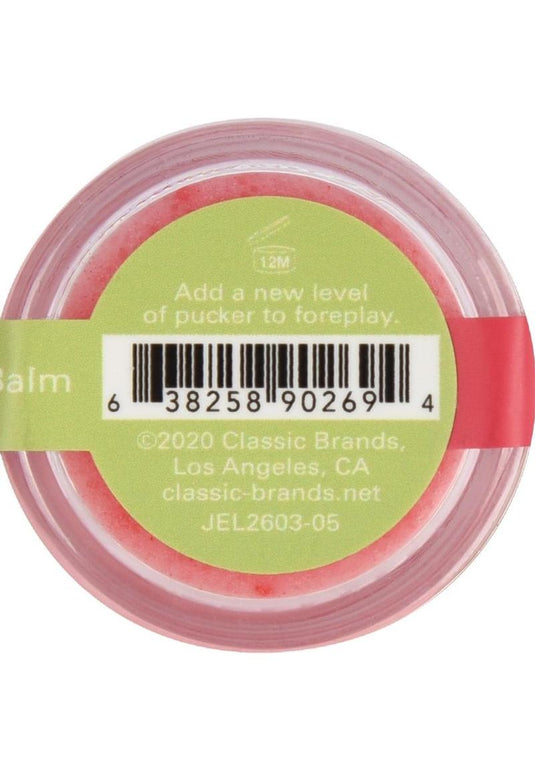 12M
Add a new level
of pucker to foreplay.
Balm
6 38258 90269 4
©2020 Classic Brands,
Los Angeles, CA
classic-brands.net
JEL2603-05